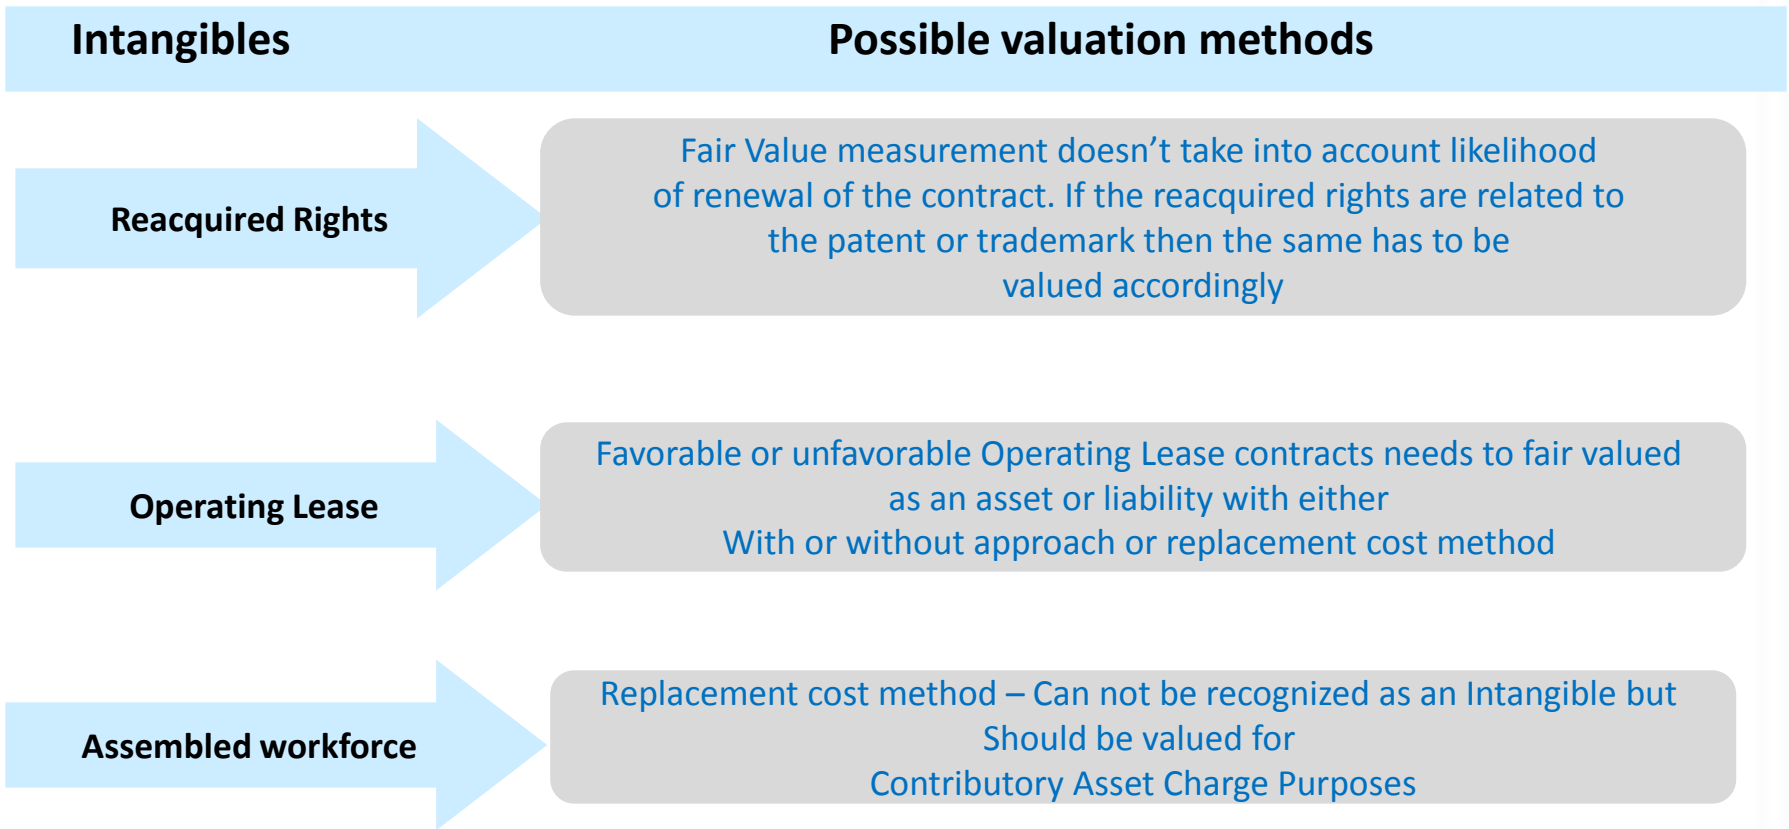 Intangibles
Possible valuation methods
Reacquired Rights
Fair Value measurement doesn’t take into account likelihood
of renewal of the contract. If the reacquired rights are related to
the patent or trademark then the same has to be
valued accordingly
Operating Lease
Favorable or unfavorable Operating Lease contracts needs to fair valued
as an asset or liability with either
With or without approach or replacement cost method
Assembled workforce
Replacement cost method – Can not be recognized as an Intangible but
Should be valued for
Contributory Asset Charge Purposes